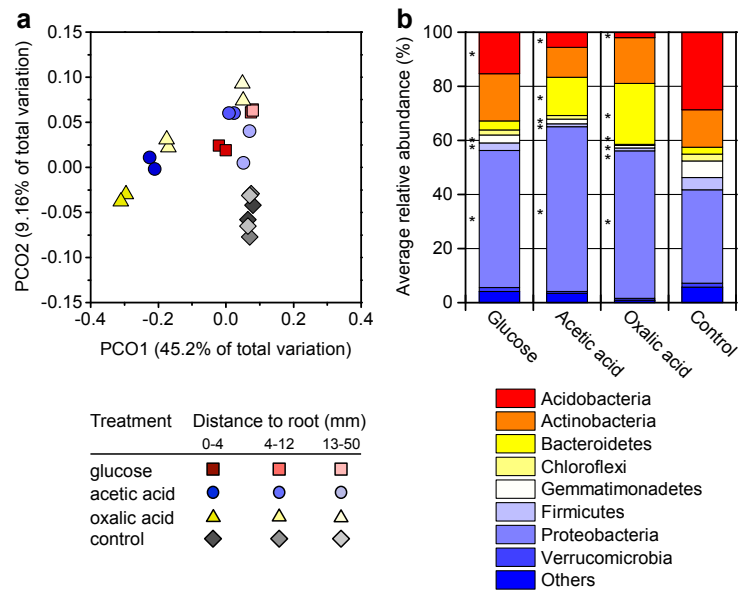 a
0.15
0.10
0.05
0.00
-0.05
-0.10
-0.15
PCO2 (9.16% of total variation)
-0.4 -0.2 0.0 0.2 0.4
PCO1 (45.2% of total variation)
b
100
80
60
40
20
0
Average relative abundance (%)
* * * * *
* * * * *
* * * * * *
Glucose
Acetic acid
Oxalic acid
Control
Treatment Distance to root (mm)
0-4 4-12 13-50
glucose
acetic acid
oxalic acid
control
Acidobacteria
Actinobacteria
Bacteroidetes
Chloroflexi
Gemmatimonadetes
Firmicutes
Proteobacteria
Verrucomicrobia
Others